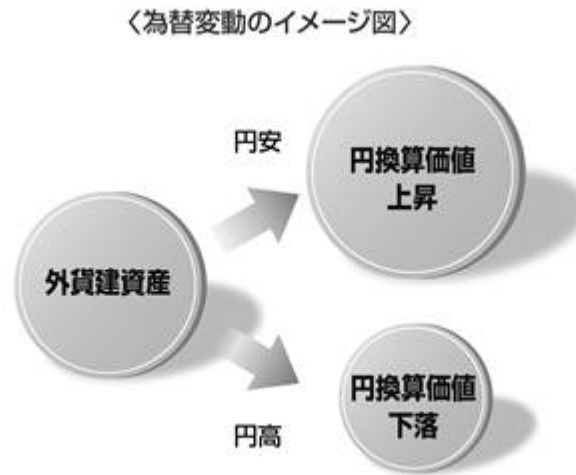 〈為替変動のイメージ図〉
円安
円換算価値
上昇
外貨建資産
円換算価値
下落
円高